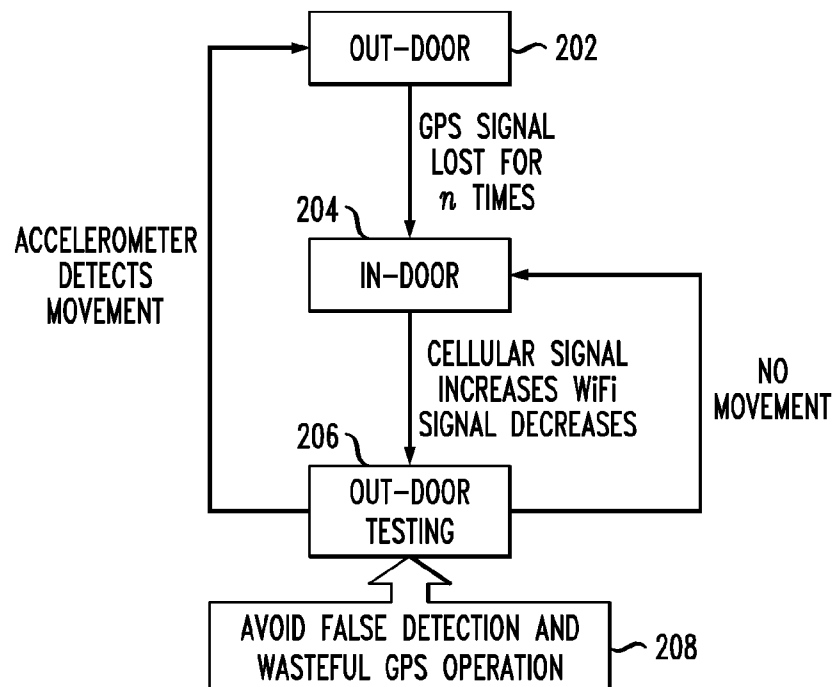 OUT-DOOR
202
GPS SIGNAL
LOST FOR
n TIMES
204
ACCELEROMETER
DETECTS
MOVEMENT
IN-DOOR
CELLULAR SIGNAL
INCREASES WiFi
SIGNAL DECREASES
NO
MOVEMENT
206
OUT-DOOR
TESTING
AVOID FALSE DETECTION AND
WASTEFUL GPS OPERATION
208